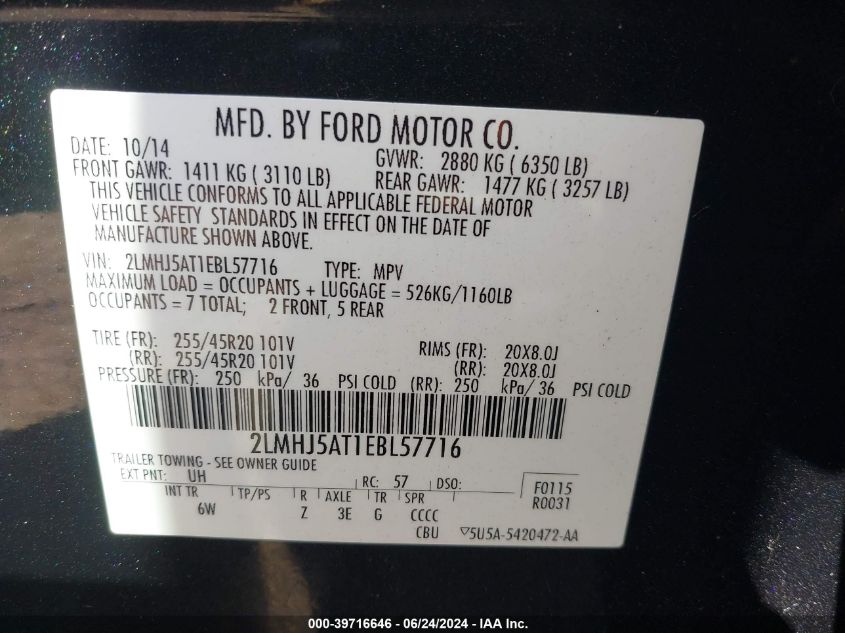 MFD. BY FORD MOTOR CO.
DATE: 10/14 GVWR: 2880 KG ( 6350 LB)
FRONT GAWR: 1411 KG ( 3110 LB) REAR GAWR: 1477 KG ( 3257 LB)
THIS VEHICLE CONFORMS TO ALL APPLICABLE FEDERAL MOTOR
VEHICLE SAFETY STANDARDS IN EFFECT ON THE DATE OF
MANUFACTURE SHOWN ABOVE.
VIN: 2LMHJ5AT1EBL57716 TYPE: MPV
MAXIMUM LOAD = OCCUPANTS + LUGGAGE = 526KG/1160LB
OCCUPANTS = 7 TOTAL; 2 FRONT, 5 REAR
TIRE (FR): 255/45R20 101V RIMS (FR): 20X8.0J
(RR): 255/45R20 101V (RR): 20X8.0J
PRESSURE (FR): 250 kPa/ 36 PSI COLD (RR): 250 kPa/ 36 PSI COLD
2LMHJ5AT1EBL57716
TRAILER TOWING - SEE OWNER GUIDE
EXT PNT: UH RC: 57 DSO: F0115
R0031
INT TR TP/PS R AXLE TR SPR
6W Z 3E G CCCC
CBU ▽5U5A-5420472-AA
000-39716646 - 06/24/2024 - IAA Inc.